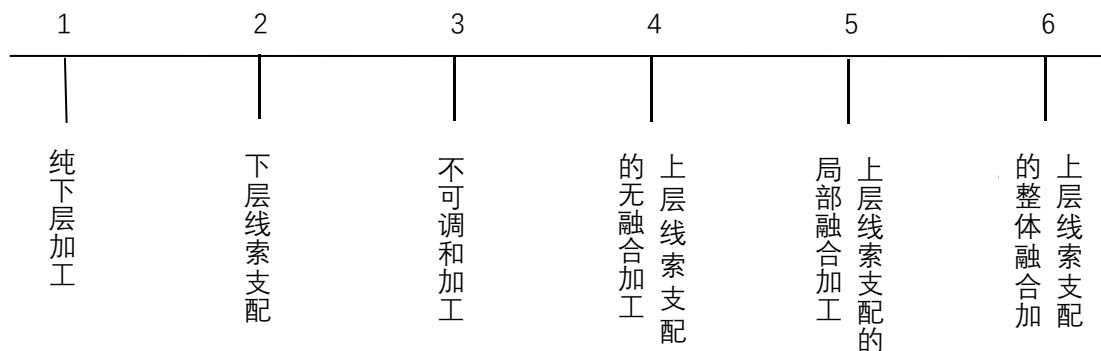 1
2
3
4
5
6
纯下层加工
下层线索支配
不可调和加工
上层线索支配
的无融合加工
上层线索支配的
局部融合加工
上层线索支配
的整体融合加